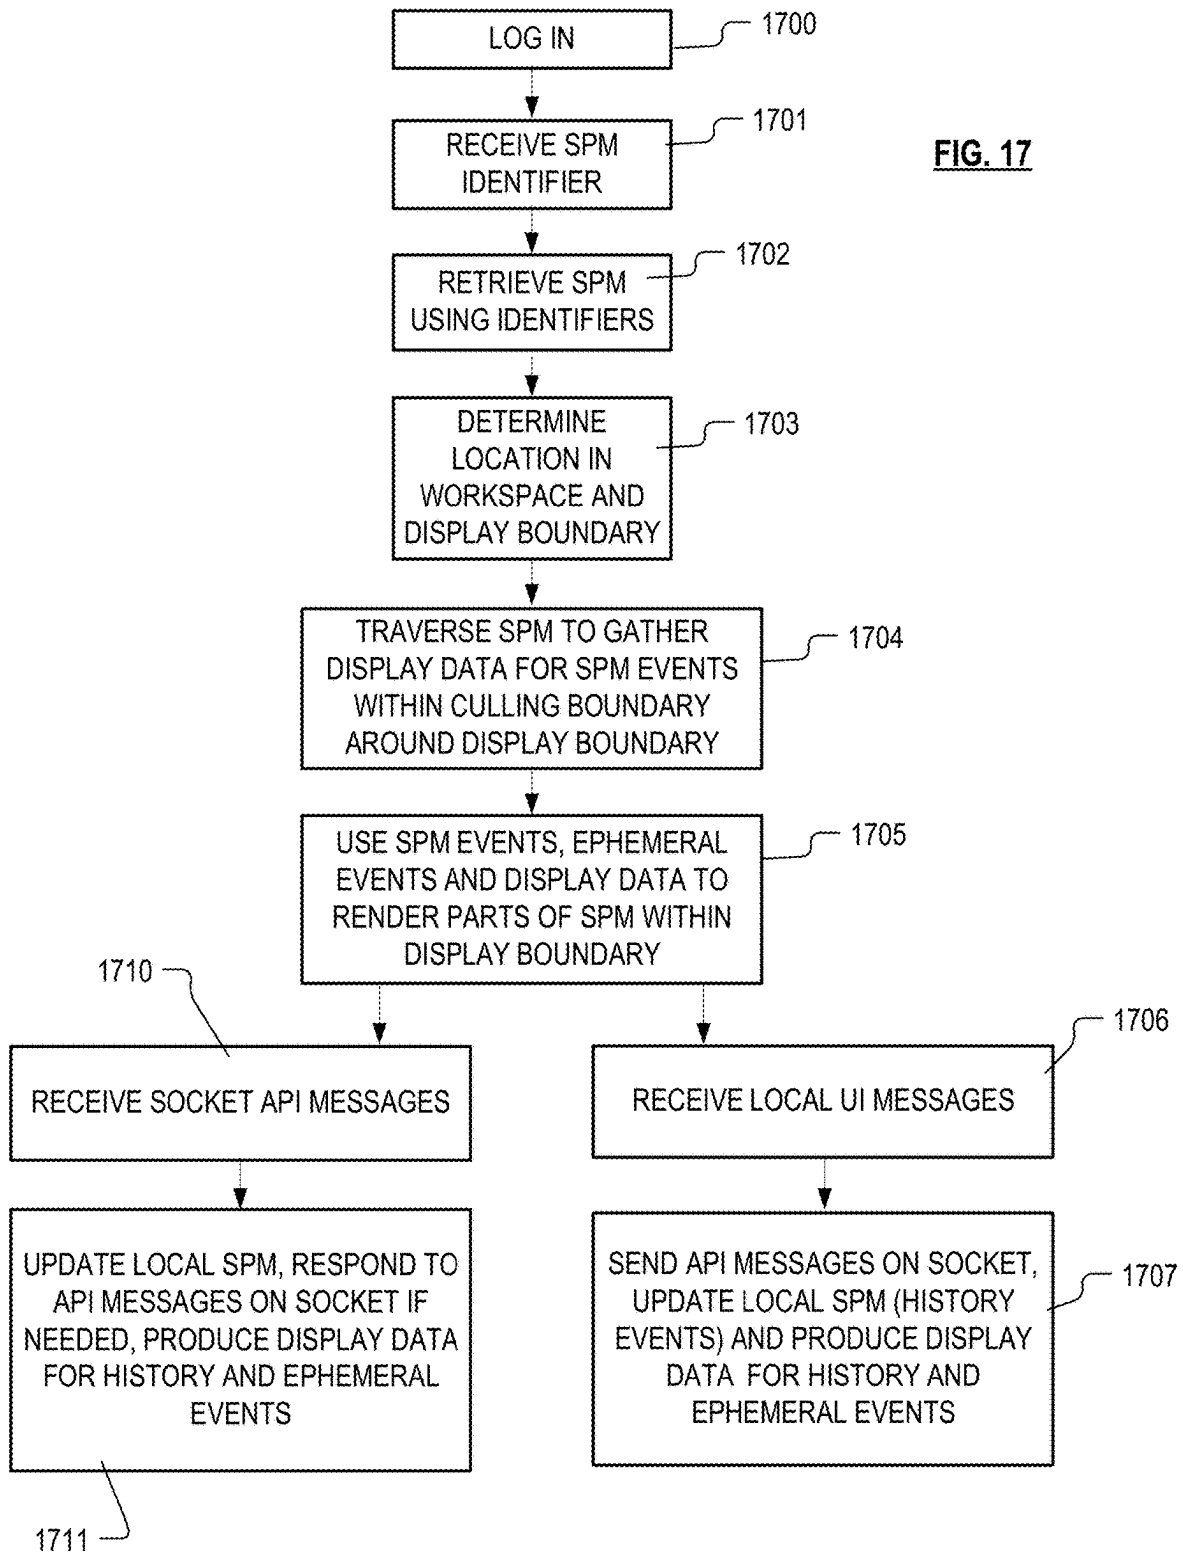 LOG IN
1700
RECEIVE SPM
IDENTIFIER
1701
FIG. 17
RETRIEVE SPM
USING IDENTIFIERS
1702
DETERMINE
LOCATION IN
WORKSPACE AND
DISPLAY BOUNDARY
1703
TRAVERSE SPM TO GATHER
DISPLAY DATA FOR SPM EVENTS
WITHIN CULLING BOUNDARY
AROUND DISPLAY BOUNDARY
1704
USE SPM EVENTS, EPHEMERAL
EVENTS AND DISPLAY DATA TO
RENDER PARTS OF SPM WITHIN
DISPLAY BOUNDARY
1705
1710
RECEIVE SOCKET API MESSAGES
1706
RECEIVE LOCAL UI MESSAGES
UPDATE LOCAL SPM, RESPOND TO
API MESSAGES ON SOCKET IF
NEEDED, PRODUCE DISPLAY DATA
FOR HISTORY AND EPHEMERAL
EVENTS
1711
SEND API MESSAGES ON SOCKET,
UPDATE LOCAL SPM (HISTORY
EVENTS) AND PRODUCE DISPLAY
DATA FOR HISTORY AND
EPHEMERAL EVENTS
1707